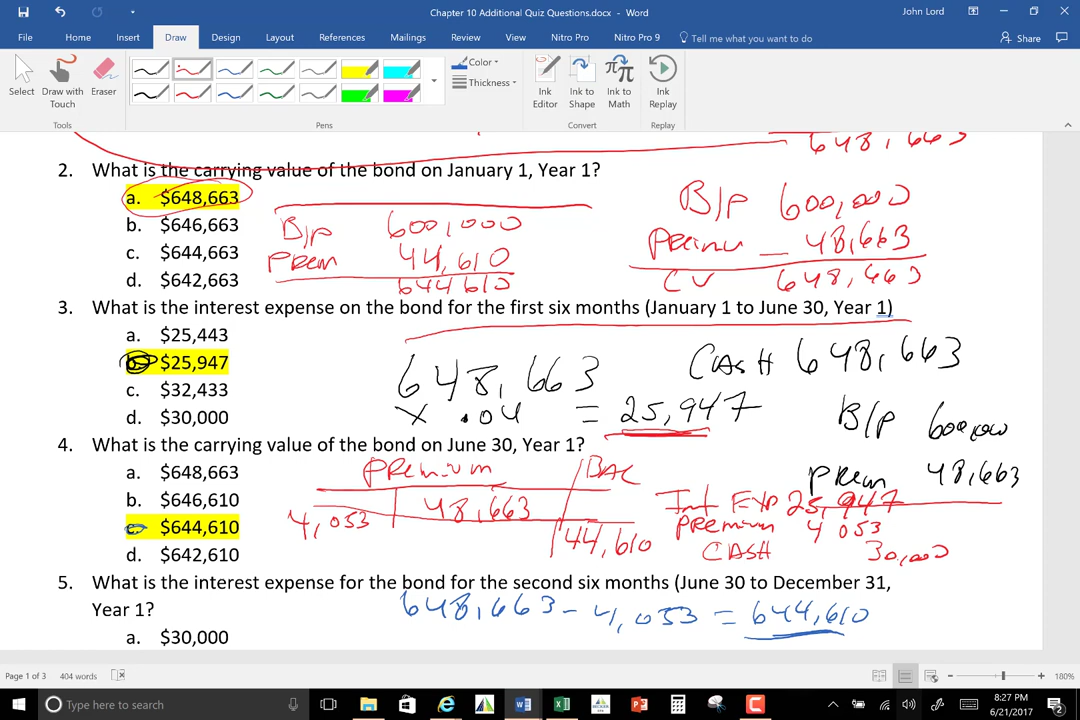 Chapter 10 Additional Quiz Questions.docx - Word
John Lord
File Home Insert Draw Design Layout References Mailings Review View Nitro Pro Nitro Pro 9 Tell me what you want to do Share
Select
Draw with Touch
Eraser
Color
Thickness
Ink Editor
Ink to Shape
Ink to Math
Ink Replay
Tools
Pens
Convert
Replay
648,663
2. What is the carrying value of the bond on January 1, Year 1?
a. $648,663
b. $646,663
c. $644,663
d. $642,663
B/P 600,000
Prem 44,610
644610
B/P 600,000
Premium 48,663
CV 648,663
3. What is the interest expense on the bond for the first six months (January 1 to June 30, Year 1)
a. $25,443
b. $25,947
c. $32,433
d. $30,000
648,663
x .04 = 25,947
CASH 648,663
B/P 600,000
Prem 48,663
4. What is the carrying value of the bond on June 30, Year 1?
a. $648,663
b. $646,610
c. $644,610
d. $642,610
Premium
BAL
4,053 48,663
44,610
Int EXP 25,947
Premium 4 053
CASH 30,000
5. What is the interest expense for the bond for the second six months (June 30 to December 31,
Year 1?
648,663 - 4,053 = 644,610
a. $30,000
Page 1 of 3 404 words
180%
Type here to search
8:27 PM
6/21/2017
2